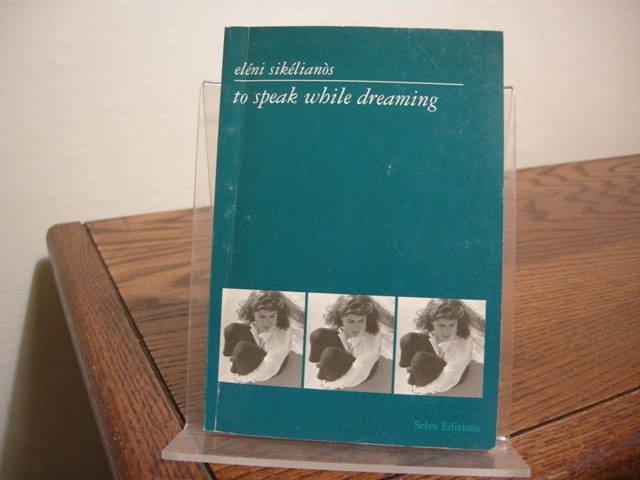 eléni sikélianòs
to speak while dreaming
Selva Editions